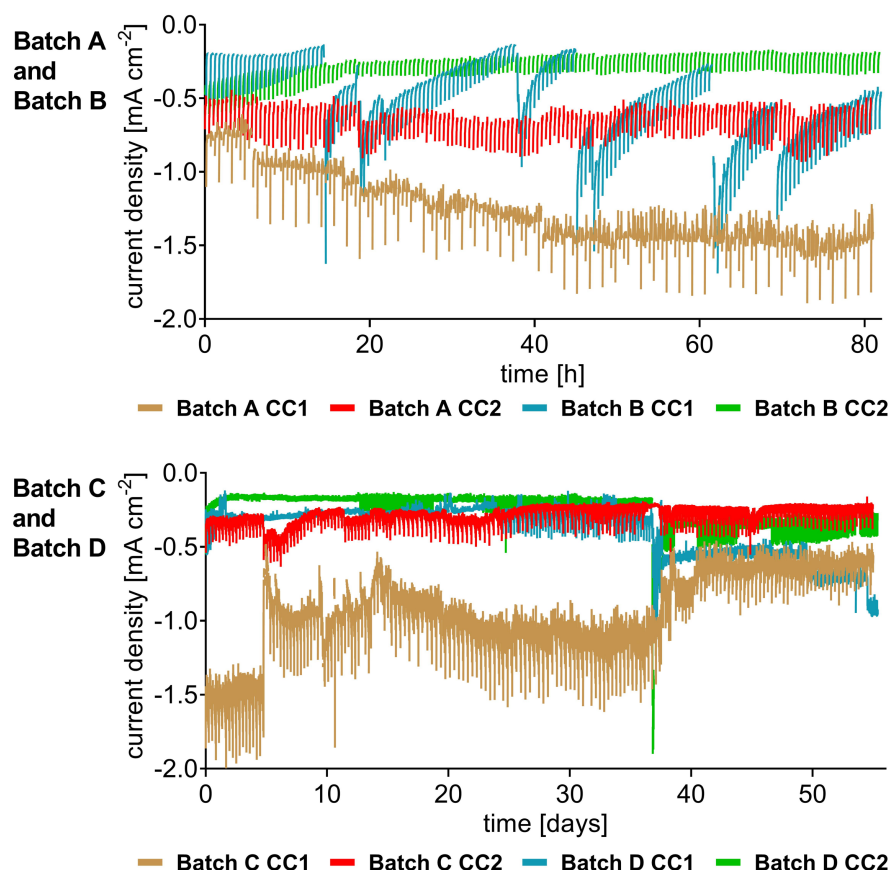 Batch A
and
Batch B
current density [mA cm-2]
0.0
-0.5
-1.0
-1.5
-2.0
0 20 40 60 80
time [h]
Batch A CC1 Batch A CC2 Batch B CC1 Batch B CC2
Batch C
and
Batch D
current density [mA cm-2]
0.0
-0.5
-1.0
-1.5
-2.0
0 10 20 30 40 50
time [days]
Batch C CC1 Batch C CC2 Batch D CC1 Batch D CC2